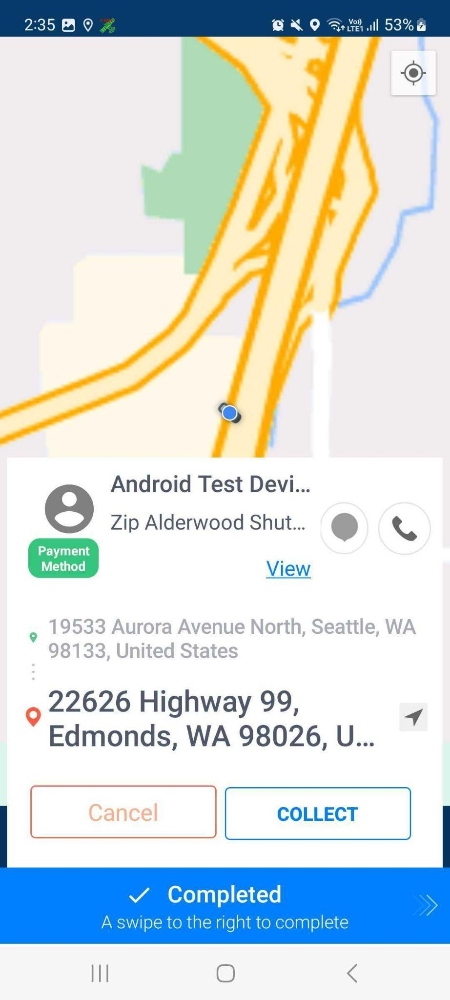 2:35
Vo))
LTE1
53%
Android Test Devi...
Zip Alderwood Shut...
Payment
Method
View
19533 Aurora Avenue North, Seattle, WA
98133, United States
22626 Highway 99,
Edmonds, WA 98026, U...
Cancel
COLLECT
Completed
A swipe to the right to complete